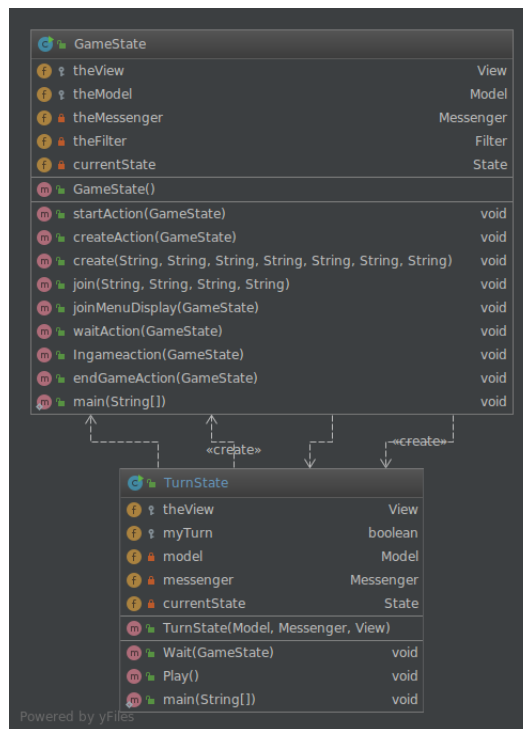 GameState
theView View
theModel Model
theMessenger Messenger
theFilter Filter
currentState State
GameState()
startAction(GameState) void
createAction(GameState) void
create(String, String, String, String, String, String, String) void
join(String, String, String, String) void
joinMenuDisplay(GameState) void
waitAction(GameState) void
Ingameaction(GameState) void
endGameAction(GameState) void
main(String[]) void
«create» «create»
TurnState
theView View
myTurn boolean
model Model
messenger Messenger
currentState State
TurnState(Model, Messenger, View)
Wait(GameState) void
Play() void
main(String[]) void
Powered by yFiles